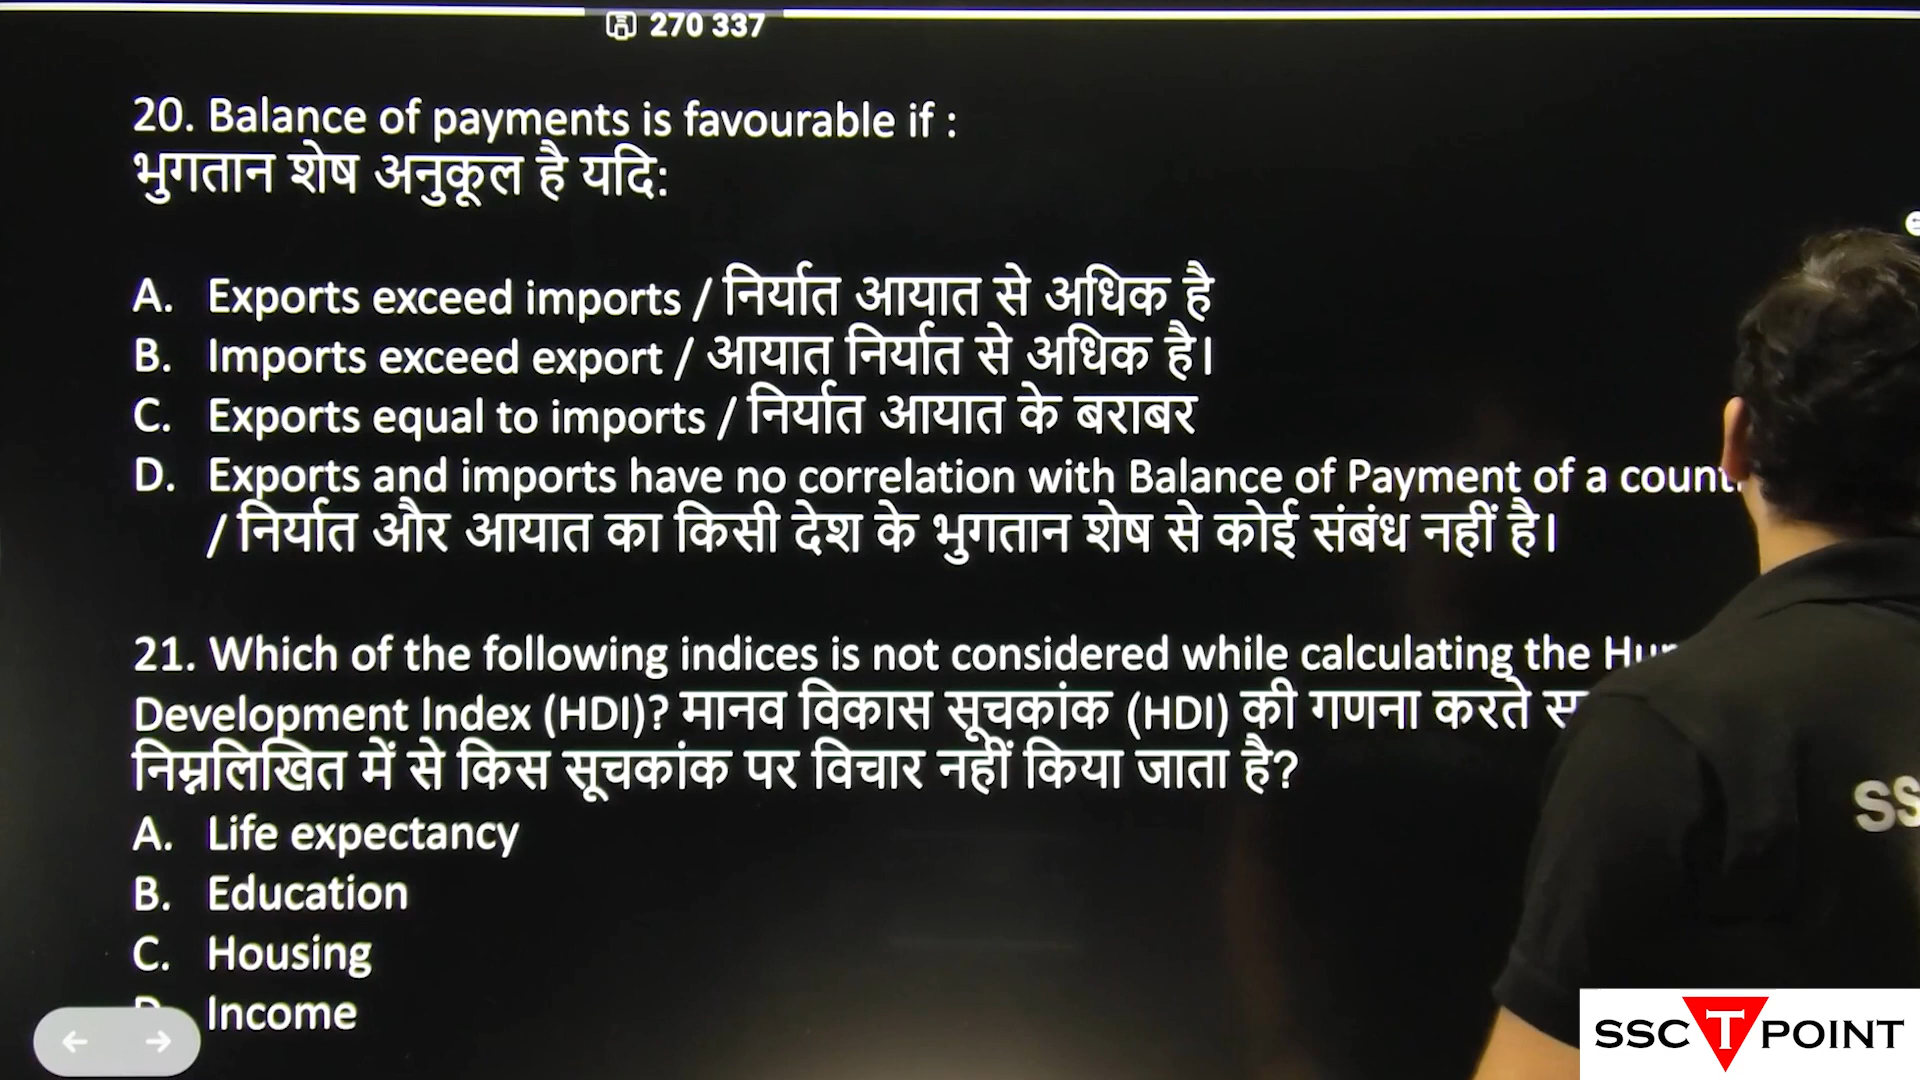 270 337
20. Balance of payments is favourable if :
भुगतान शेष अनुकूल है यदि:
A. Exports exceed imports / निर्यात आयात से अधिक है
B. Imports exceed export / आयात निर्यात से अधिक है।
C. Exports equal to imports / निर्यात आयात के बराबर
D. Exports and imports have no correlation with Balance of Payment of a
/ निर्यात और आयात का किसी देश के भुगतान शेष से कोई संबंध नहीं है।
21. Which of the following indices is not considered while calculating the
Development Index (HDI)? मानव विकास सूचकांक (HDI) की गणना करते
निम्नलिखित में से किस सूचकांक पर विचार नहीं किया जाता है?
A. Life expectancy
B. Education
C. Housing
Income
SSC T POINT